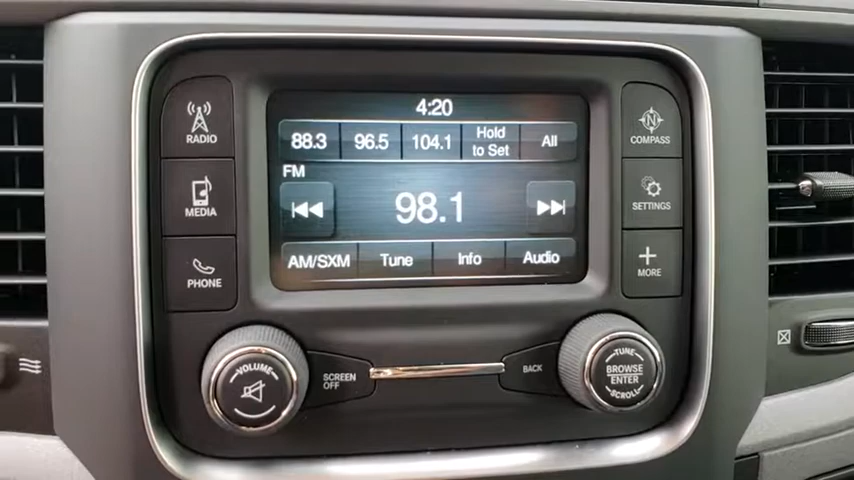 4:20
88.3 96.5 104.1 Hold to Set All
FM
98.1
AM/SXM Tune Info Audio
RADIO
MEDIA
PHONE
N
COMPASS
SETTINGS
MORE
VOLUME
SCREEN
OFF
BACK
TUNE
BROWSE
ENTER
SCROLL